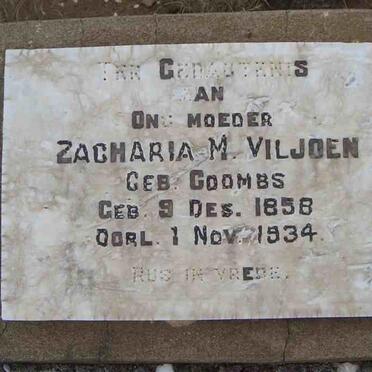 TER GEDAGTENIS
AAN
ONS MOEDER
ZACHARIA M. VILJOEN
GEB. COOMBS
GEB. 9 DES. 1858
OORL. 1 NOV. 1934.
RUS IN VREDE.